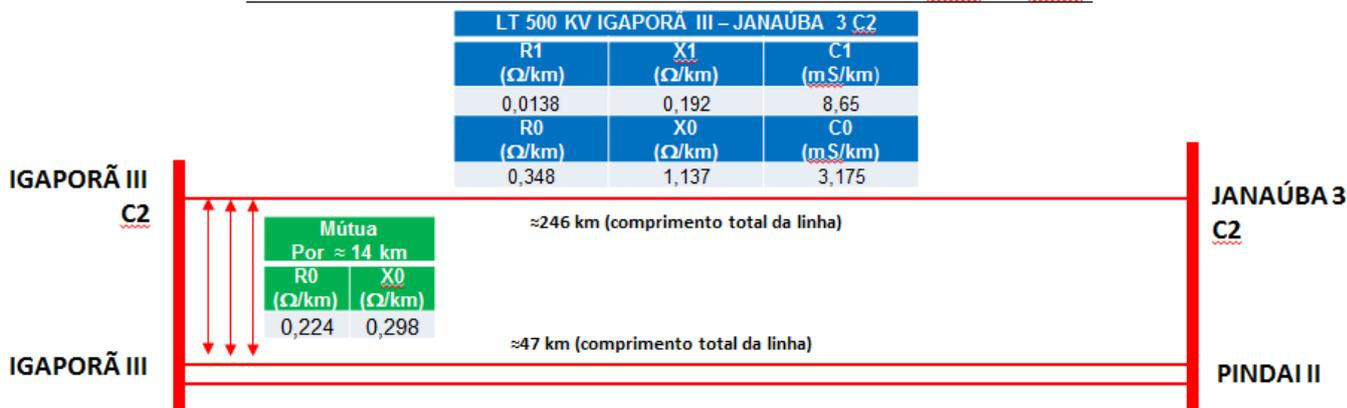 LT 500 KV IGAPORÃ III – JANAÚBA 3 C2
R1 X1 C1
(Ω/km) (Ω/km) (mS/km)
0,0138 0,192 8,65
R0 X0 C0
(Ω/km) (Ω/km) (mS/km)
0,348 1,137 3,175
IGAPORÃ III
C2
JANAÚBA 3
C2
≈246 km (comprimento total da linha)
Mútua
Por ≈ 14 km
R0 X0
(Ω/km) (Ω/km)
0,224 0,298
≈47 km (comprimento total da linha)
IGAPORÃ III
PINDAI II